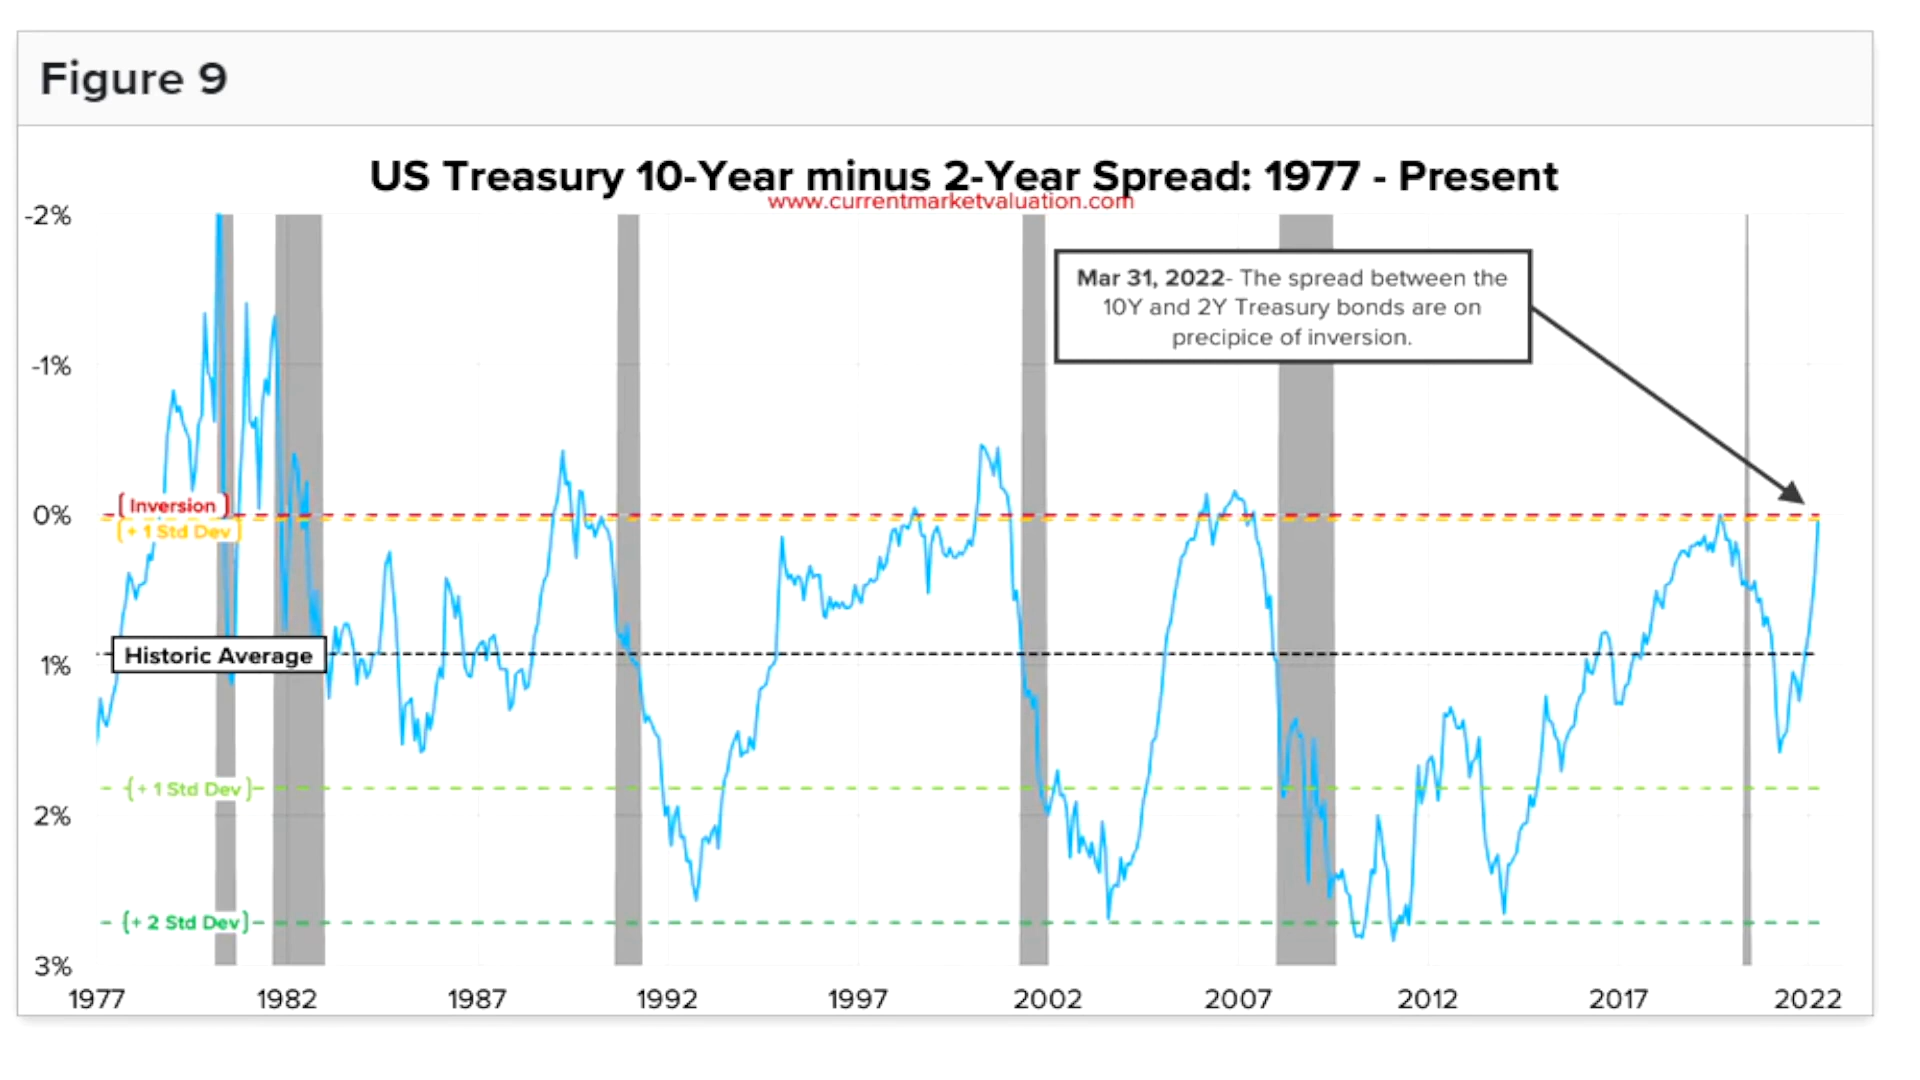 Figure 9
US Treasury 10-Year minus 2-Year Spread: 1977 - Present
www.currentmarketvaluation.com
-2%
-1%
0%
1%
2%
3%
Mar 31, 2022- The spread between the
10Y and 2Y Treasury bonds are on
precipice of inversion.
Inversion
+ 1 Std Dev
Historic Average
+ 1 Std Dev
+ 2 Std Dev
1977 1982 1987 1992 1997 2002 2007 2012 2017 2022